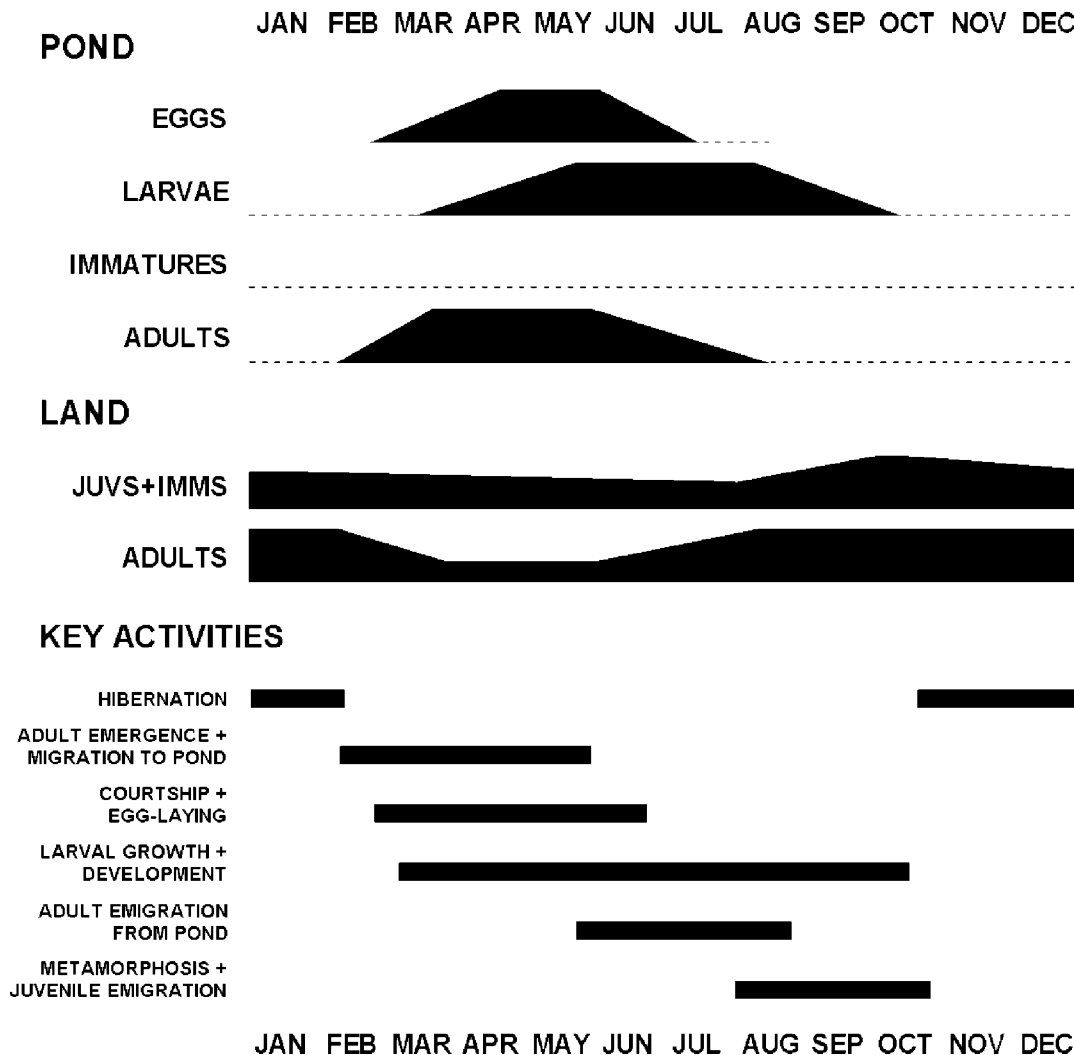 JAN FEB MAR APR MAY JUN JUL AUG SEP OCT NOV DEC
POND
EGGS
LARVAE
IMMATURES
ADULTS
LAND
JUVS+IMMS
ADULTS
KEY ACTIVITIES
HIBERNATION
ADULT EMERGENCE +
MIGRATION TO POND
COURTSHIP +
EGG-LAYING
LARVAL GROWTH +
DEVELOPMENT
ADULT EMIGRATION
FROM POND
METAMORPHOSIS +
JUVENILE EMIGRATION
JAN FEB MAR APR MAY JUN JUL AUG SEP OCT NOV DEC